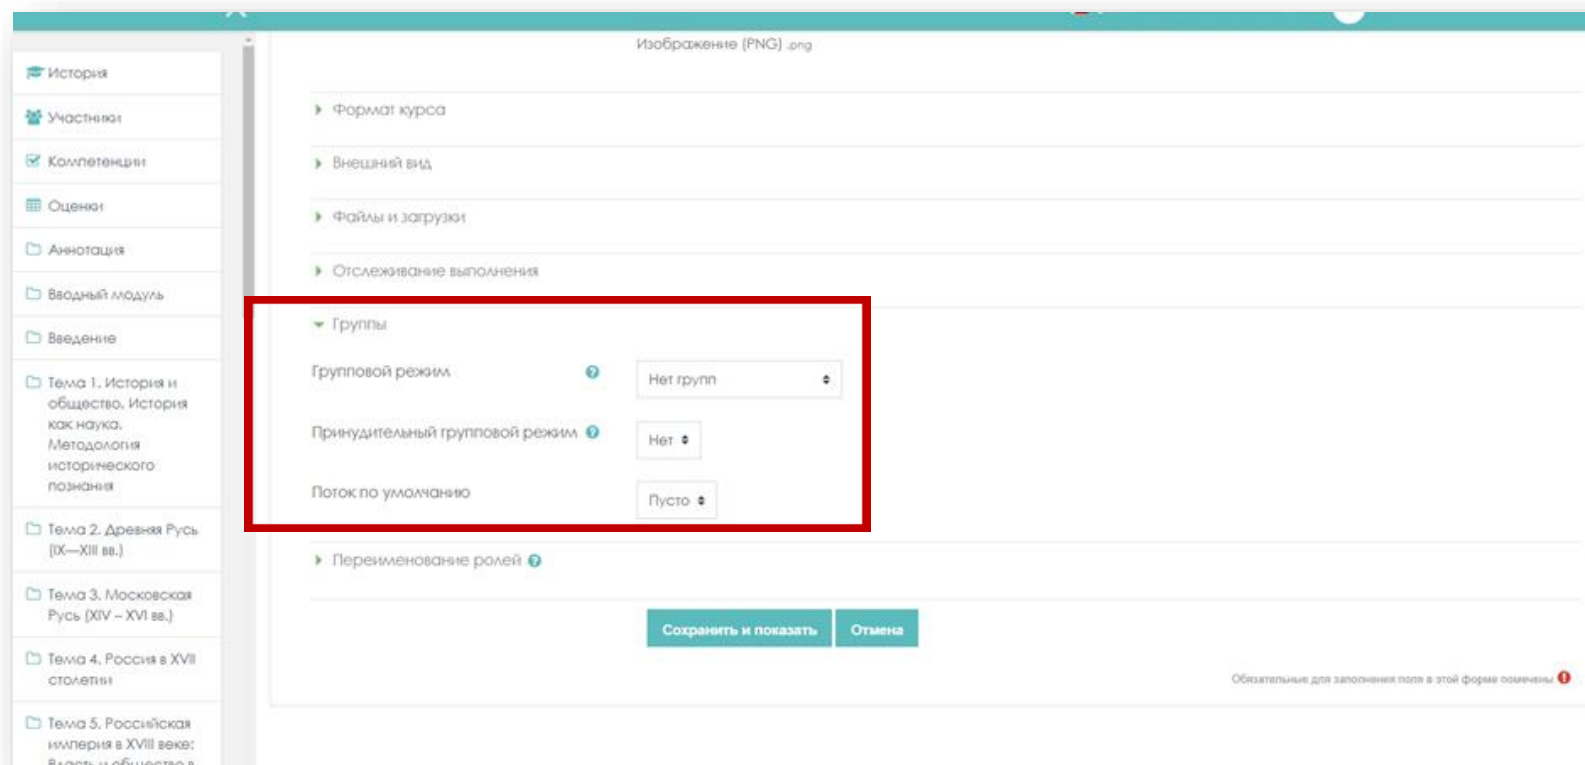 Изображение (PNG) .png
История
Участники
Компетенции
Оценки
Аннотация
Вводный модуль
Введение
Тема 1. История и
общество. История
как наука.
Методология
исторического
познания
Тема 2. Древняя Русь
(IX—XIII вв.)
Тема 3. Московская
Русь (XIV – XVI вв.)
Тема 4. Россия в XVII
столетии
Тема 5. Российская
империя в XVIII веке:
Власть и общество в
Формат курса
Внешний вид
Файлы и загрузки
Отслеживание выполнения
Группы
Групповой режим
Нет групп
Принудительный групповой режим
Нет
Поток по умолчанию
Пусто
Переименование ролей
Сохранить и показать
Отмена
Обязательные для заполнения поля в этой форме помечены